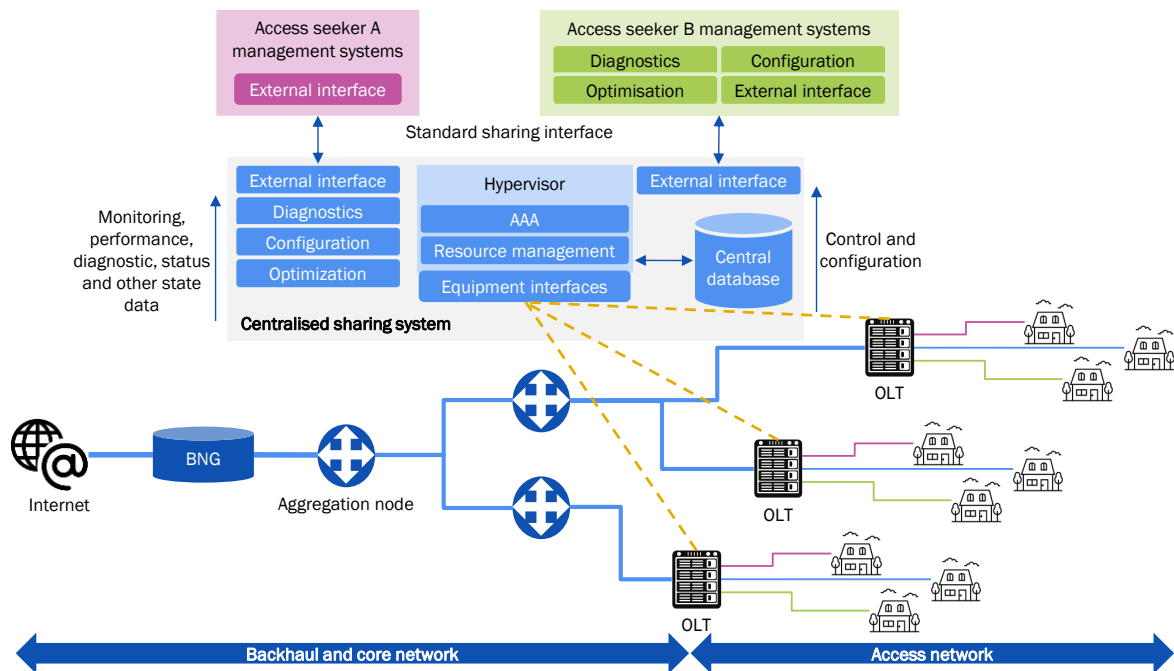 Access seeker A
management systems
External interface
Access seeker B management systems
Diagnostics
Configuration
Optimisation
External interface
Standard sharing interface
External interface
Diagnostics
Configuration
Optimization
Hypervisor
AAA
Resource management
Equipment interfaces
External interface
Central
database
Centralised sharing system
Monitoring,
performance,
diagnostic, status
and other state
data
Control and
configuration
OLT
OLT
OLT
@
Internet
BNG
Aggregation node
Backhaul and core network
Access network